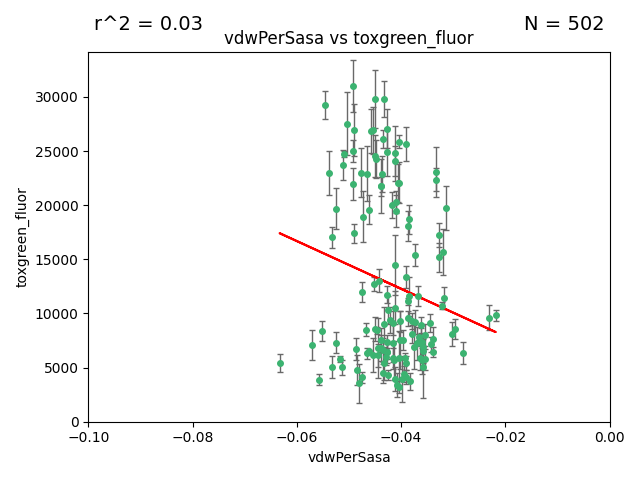 r^2 = 0.03
N = 502
vdwPerSasa vs toxgreen_fluor
toxgreen_fluor
30000
25000
20000
15000
10000
5000
0
−0.10
−0.08
−0.06
−0.04
−0.02
0.00
vdwPerSasa